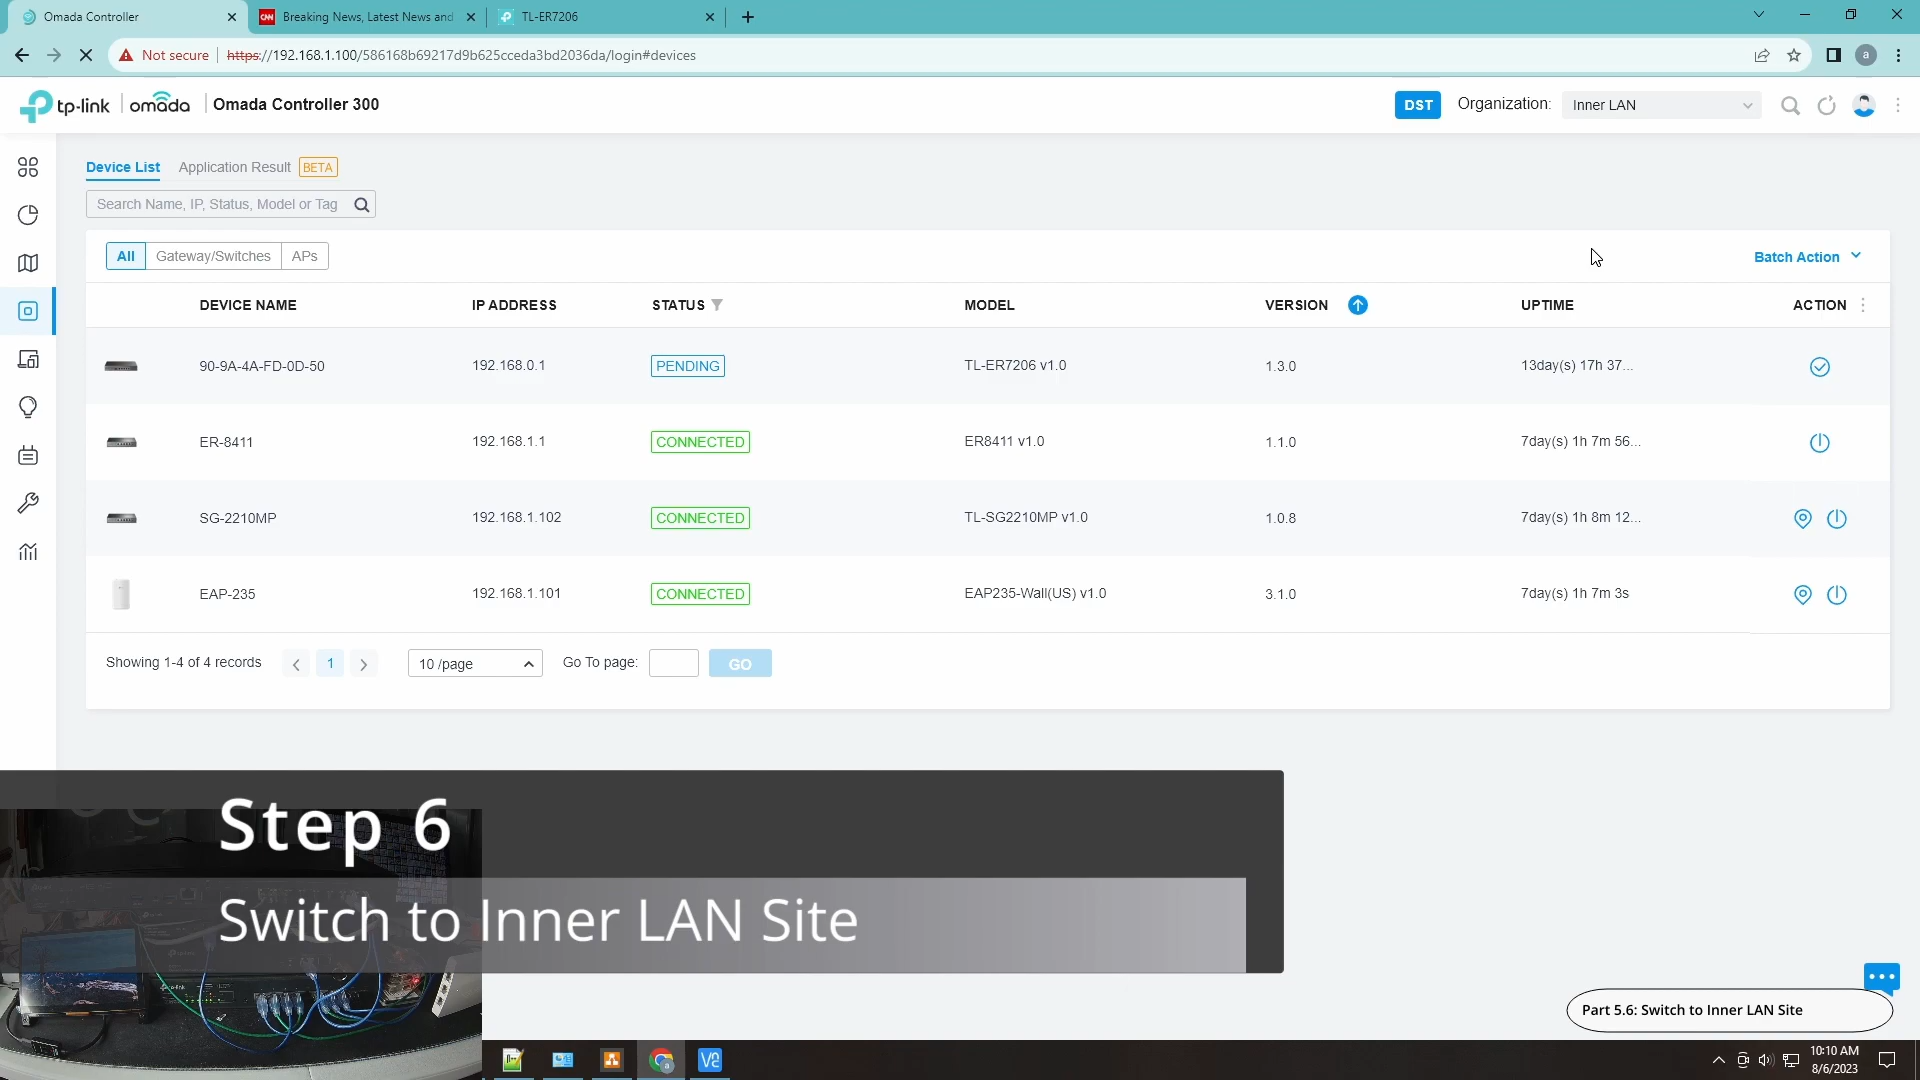 Omada Controller
CNN Breaking News, Latest News and
TL-ER7206
Not secure https://192.168.1.100/586168b69217d9b625cceda3bd2036da/login#devices
a
tp-link omada Omada Controller 300
DST Organization: Inner LAN
Device List Application Result BETA
Search Name, IP, Status, Model or Tag
All Gateway/Switches APs
Batch Action
DEVICE NAME IP ADDRESS STATUS MODEL VERSION UPTIME ACTION
90-9A-4A-FD-0D-50 192.168.0.1 PENDING TL-ER7206 v1.0 1.3.0 13day(s) 17h 37...
ER-8411 192.168.1.1 CONNECTED ER8411 v1.0 1.1.0 7day(s) 1h 7m 56...
SG-2210MP 192.168.1.102 CONNECTED TL-SG2210MP v1.0 1.0.8 7day(s) 1h 8m 12...
EAP-235 192.168.1.101 CONNECTED EAP235-Wall(US) v1.0 3.1.0 7day(s) 1h 7m 3s
Showing 1-4 of 4 records 1 10 /page Go To page: GO
Step 6
Switch to Inner LAN Site
Part 5.6: Switch to Inner LAN Site
10:10 AM
8/6/2023